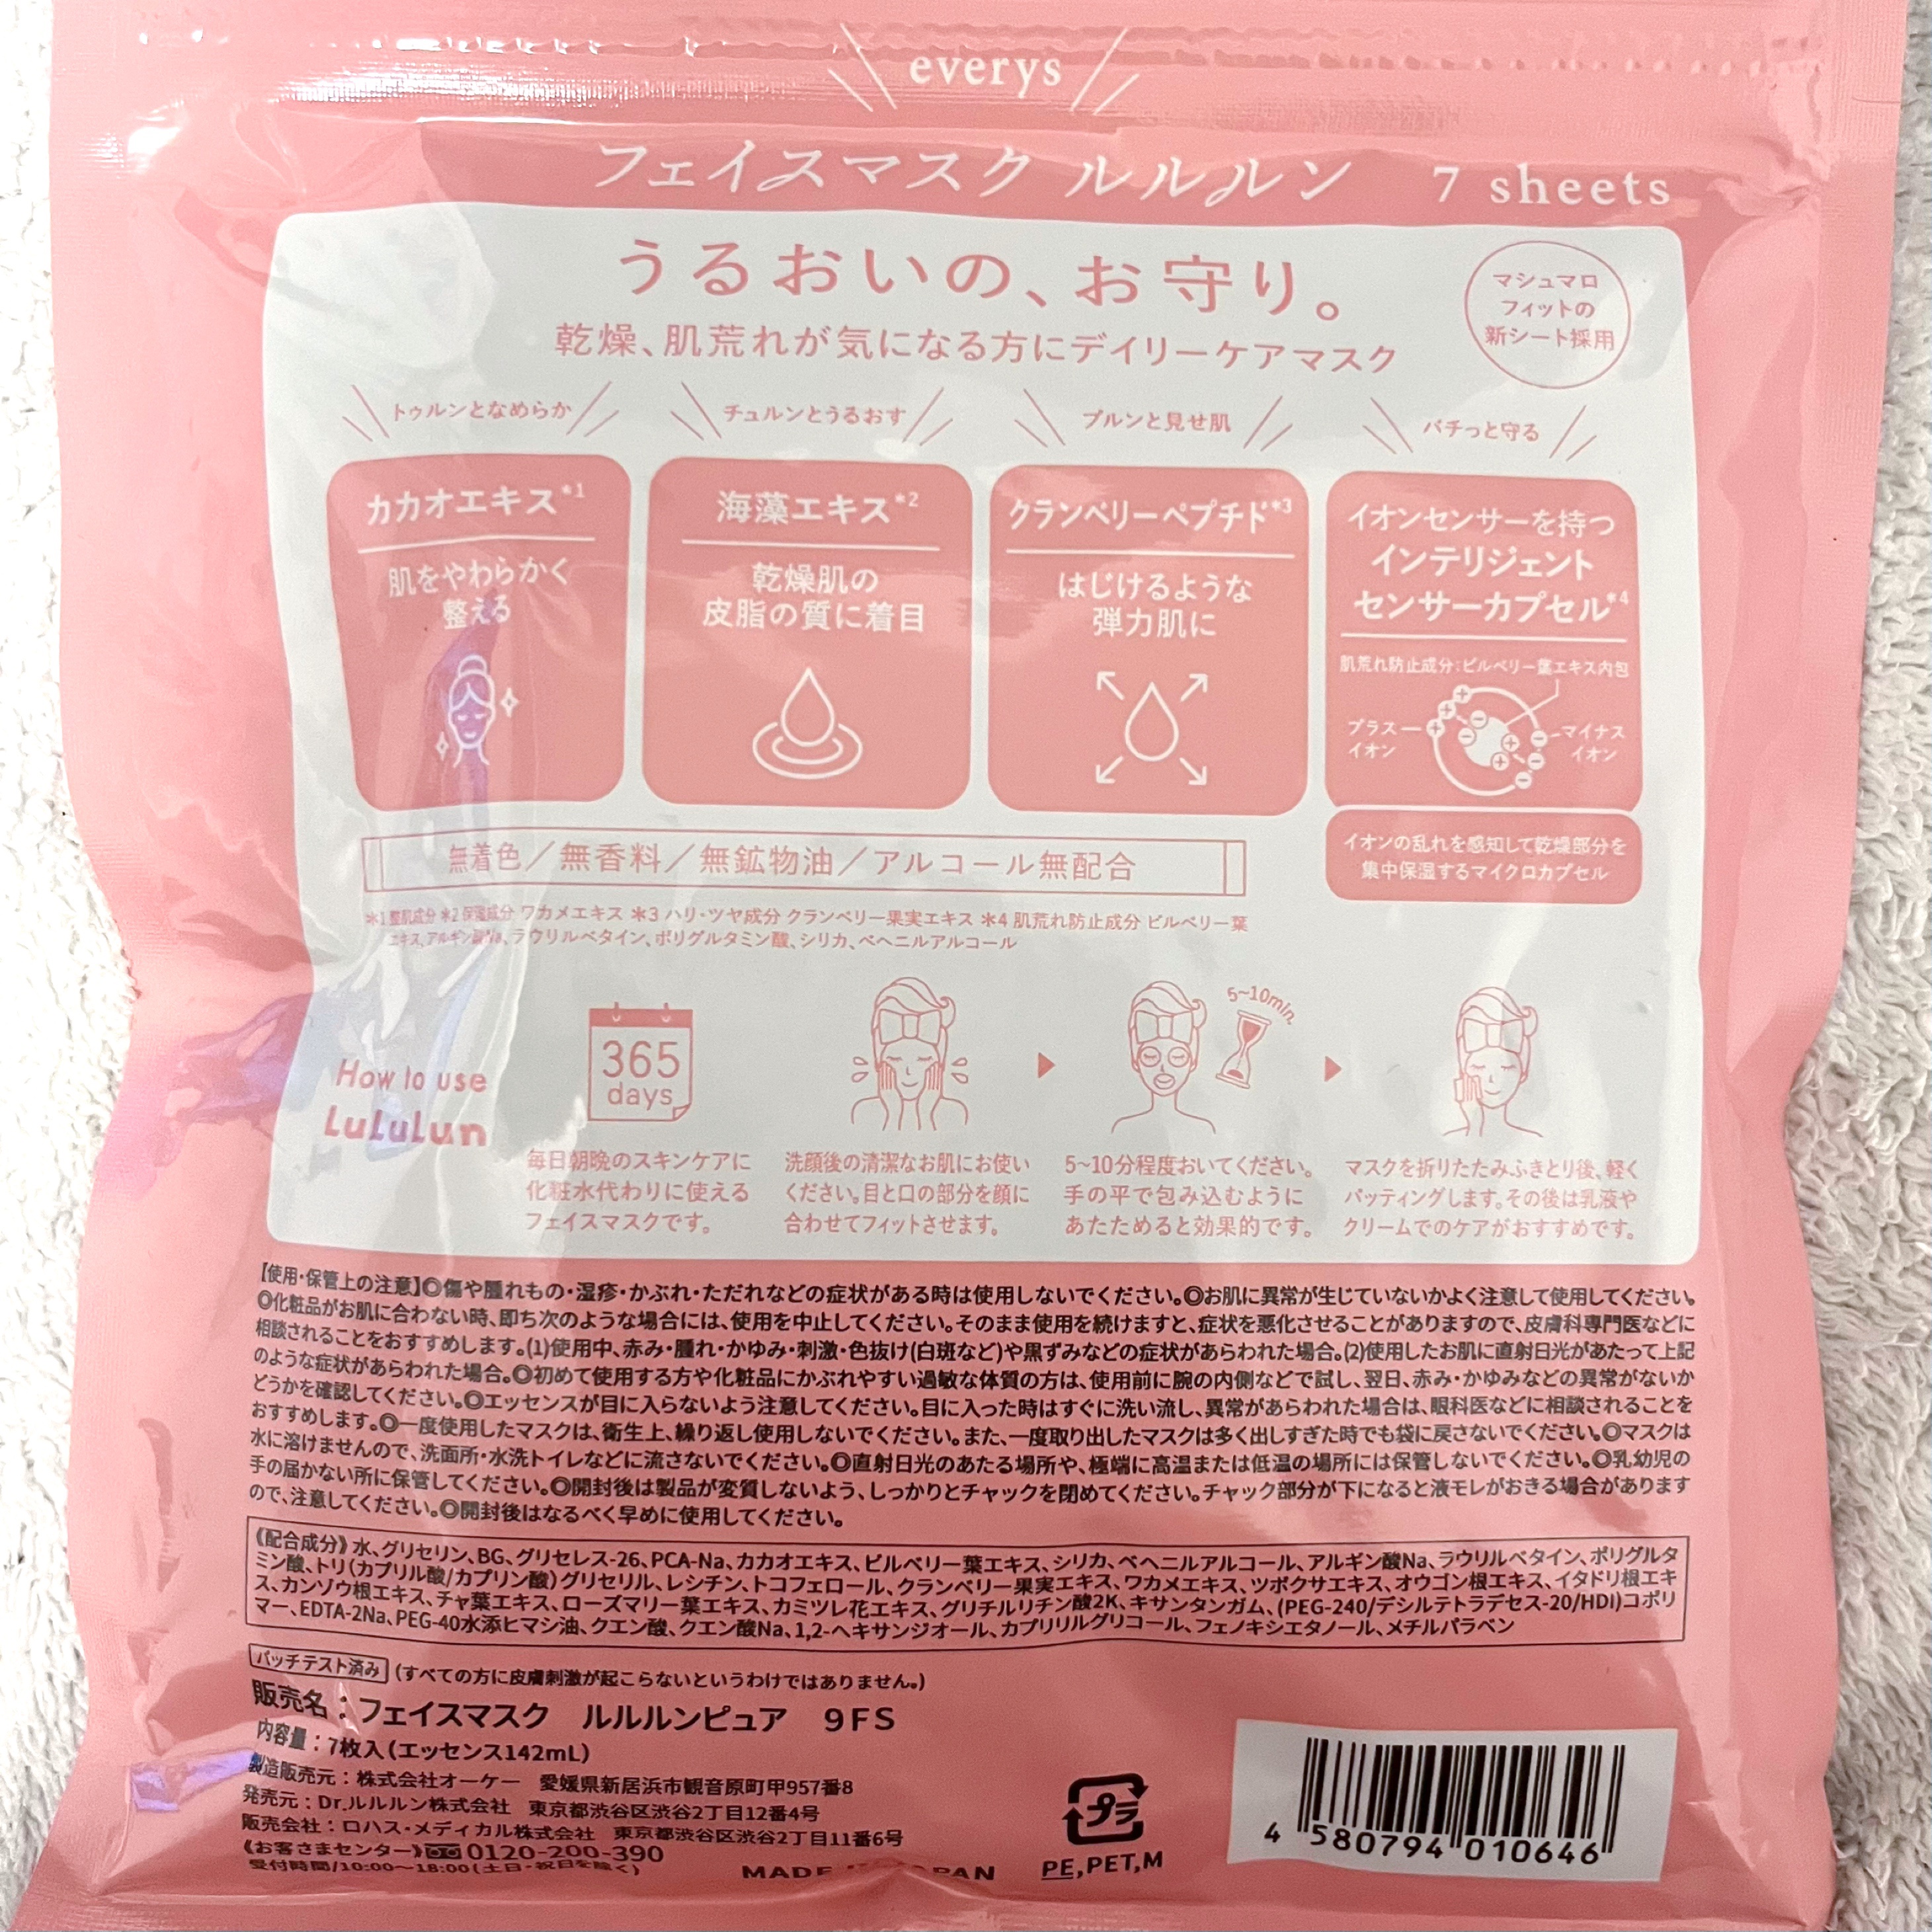 everys
フェイスマスク ルルルン 7 sheets
うるおいの、お守り。
乾燥、肌荒れが気になる方にデイリーケアマスク
マシュマロ
フィットの
新シート採用
トゥルンとなめらか
カカオエキス*1
肌をやわらかく
整える
チュルンとうるおす
海藻エキス*2
乾燥肌の
皮脂の質に着目
プルンと見せ肌
クランベリーペプチド*3
はじけるような
弾力肌に
バチっと守る
イオンセンサーを持つ
インテリジェント
センサーカプセル*4
肌荒れ防止成分:ビルベリー葉エキス内包
プラス
イオン
マイナス
イオン
イオンの乱れを感知して乾燥部分を
集中保湿するマイクロカプセル
無着色/無香料/無鉱物油/アルコール無配合
*1 整肌成分 *2 保湿成分 ワカメエキス *3 ハリ・ツヤ成分 クランベリー果実エキス *4 肌荒れ防止成分 ビルベリー葉
エキス、アルギン酸Na、ラウリルベタイン、ポリグルタミン酸、シリカ、ベヘニルアルコール
How to use
LuLuLun
365
days
毎日朝晩のスキンケアに
化粧水代わりに使える
フェイスマスクです。
洗顔後の清潔なお肌にお使い
ください。目と口の部分を顔に
合わせてフィットさせます。
5~10min.
5~10分程度おいてください。
手の平で包み込むように
あたためると効果的です。
マスクを折りたたみふきとり後、軽く
パッティングします。その後は乳液や
クリームでのケアがおすすめです。
【使用・保管上の注意】◎傷や腫れもの・湿疹・かぶれ・ただれなどの症状がある時は使用しないでください。◎お肌に異常が生じていないかよく注意して使用してください。
◎化粧品がお肌に合わない時、即ち次のような場合には、使用を中止してください。そのまま使用を続けますと、症状を悪化させることがありますので、皮膚科専門医などに
相談されることをおすすめします。(1)使用中、赤み・腫れ・かゆみ・刺激・色抜け(白斑など)や黒ずみなどの症状があらわれた場合。(2)使用したお肌に直射日光があたって上記
のような症状があらわれた場合。◎初めて使用する方や化粧品にかぶれやすい過敏な体質の方は、使用前に腕の内側などで試し、翌日、赤み・かゆみなどの異常がないか
どうかを確認してください。◎エッセンスが目に入らないよう注意してください。目に入った時はすぐに洗い流し、異常があらわれた場合は、眼科医などに相談されることを
おすすめします。◎一度使用したマスクは、衛生上、繰り返し使用しないでください。また、一度取り出したマスクは多く出しすぎた時でも袋に戻さないでください。◎マスクは
水に溶けませんので、洗面所・水洗トイレなどに流さないでください。◎直射日光のあたる場所や、極端に高温または低温の場所には保管しないでください。◎乳幼児の
手の届かない所に保管してください。◎開封後は製品が変質しないよう、しっかりとチャックを閉めてください。チャック部分が下になると液モレがおきる場合があります
ので、注意してください。◎開封後はなるべく早めに使用してください。
《配合成分》水、グリセリン、BG、グリセレス-26、PCA-Na、カカオエキス、ビルベリー葉エキス、シリカ、ベヘニルアルコール、アルギン酸Na、ラウリルベタイン、ポリグルタ
ミン酸、トリ(カプリル酸/カプリン酸)グリセリル、レシチン、トコフェロール、クランベリー果実エキス、ワカメエキス、ツボクサエキス、オウゴン根エキス、イタドリ根エキ
ス、カンゾウ根エキス、チャ葉エキス、ローズマリー葉エキス、カミツレ花エキス、グリチルリチン酸2K、キサンタンガム、(PEG-240/デシルテトラデセス-20/HDI)コポリ
マー、EDTA-2Na、PEG-40水添ヒマシ油、クエン酸、クエン酸Na、1,2-ヘキサンジオール、カプリリルグリコール、フェノキシエタノール、メチルパラベン
パッチテスト済み (すべての方に皮膚刺激が起こらないというわけではありません。)
販売名:フェイスマスク ルルルンピュア 9FS
内容量:7枚入(エッセンス142mL)
製造販売元:株式会社オーケー 愛媛県新居浜市観音原町甲957番8
発売元:Dr.ルルルン株式会社 東京都渋谷区渋谷2丁目12番4号
販売会社:ロハス・メディカル株式会社 東京都渋谷区渋谷2丁目11番6号
《お客さまセンター》0120-200-390
受付時間/10:00〜18:00(土日・祝日を除く)
MADE IN JAPAN
プラ
PE,PET,M
4 580794 010646